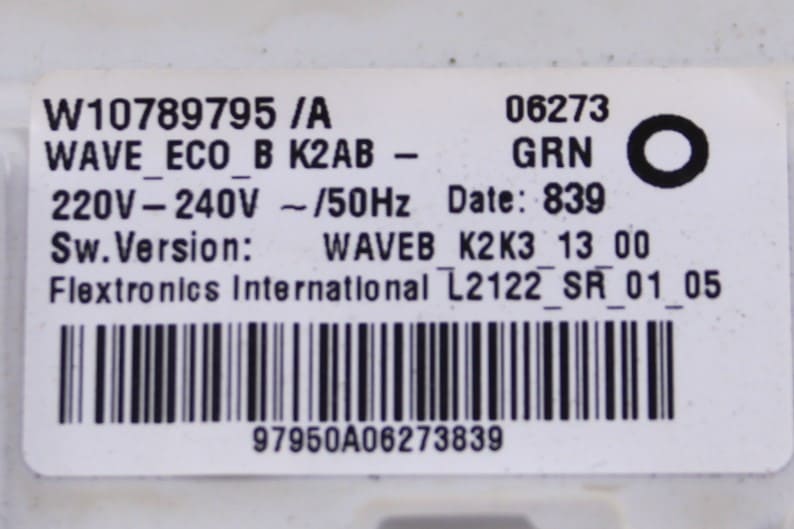 W10789795 /A 06273
WAVE_ECO_B K2AB – GRN
220V – 240V ~/50Hz Date: 839
Sw.Version: WAVEB_K2K3_13_00
Flextronics International L2122_SR_01_05
97950A06273839